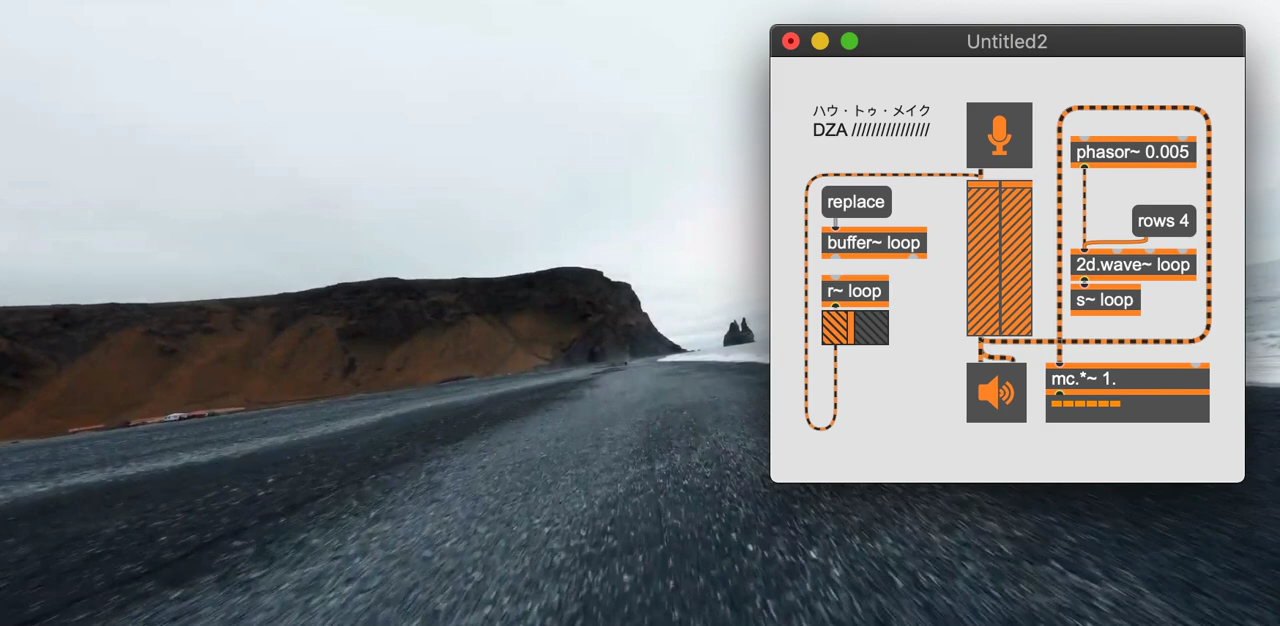 Untitled2
ハウ・トゥ・メイク
DZA ////////////////
replace
buffer~ loop
r~ loop
phasor~ 0.005
rows 4
2d.wave~ loop
s~ loop
mc.*~ 1.